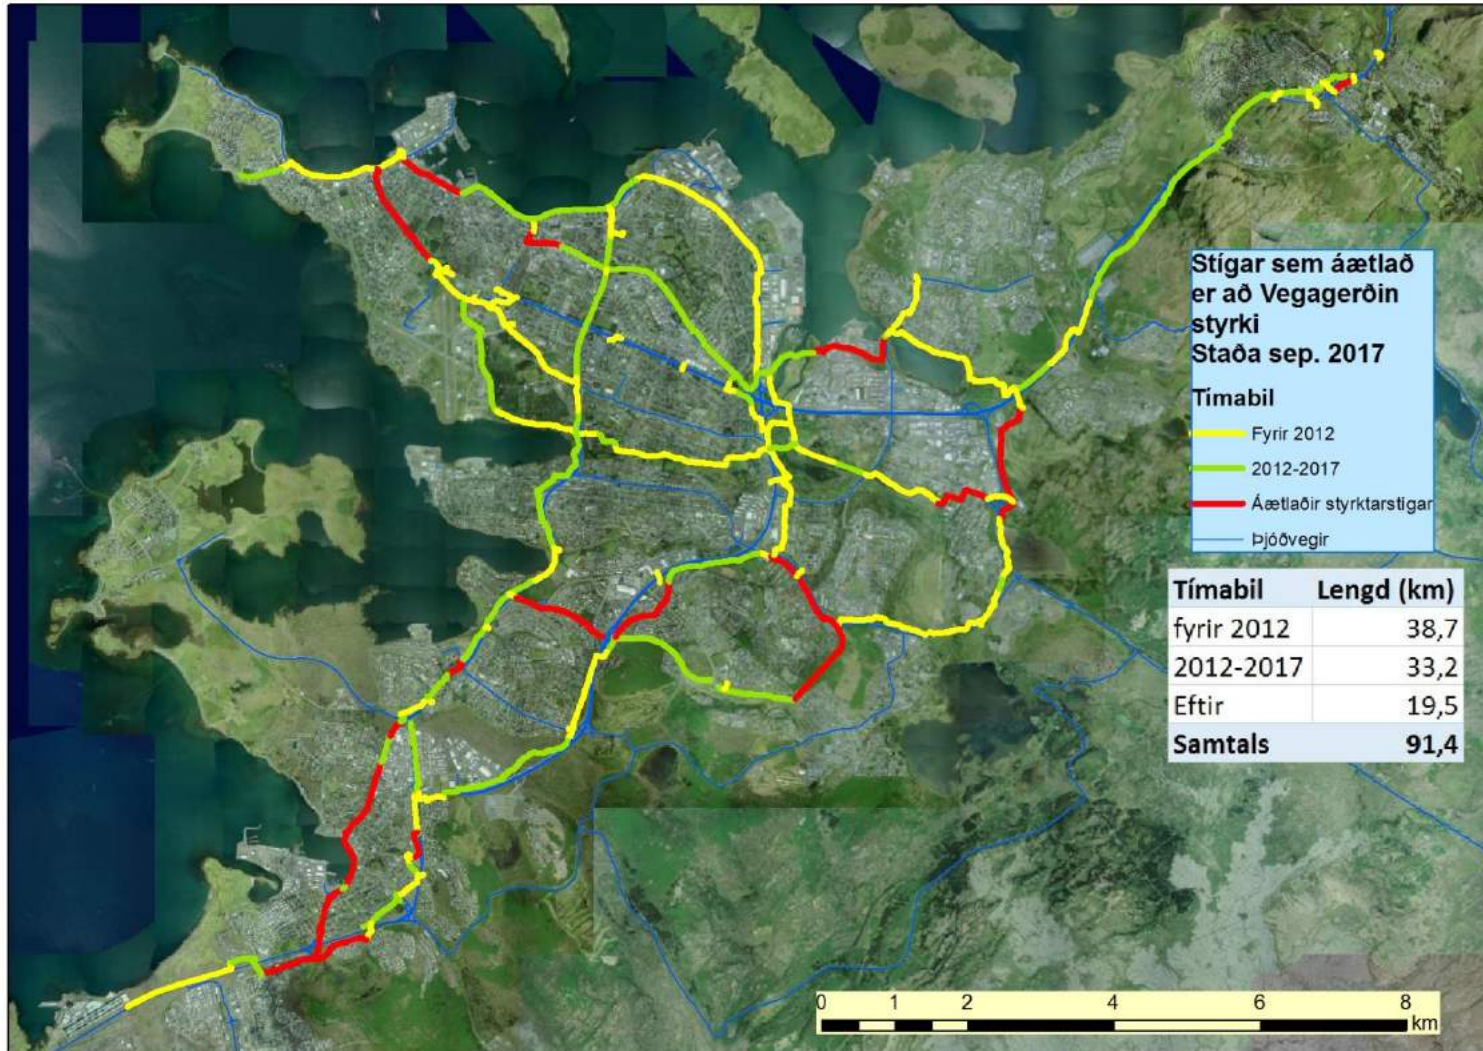 Stígar sem áætlað
er að Vegagerðin
styrki
Staða sep. 2017
Tímabil
Fyrir 2012
2012-2017
Áætlaðir styrktarstígar
Þjóðvegir
Tímabil Lengd (km)
fyrir 2012 38,7
2012-2017 33,2
Eftir 19,5
Samtals 91,4
0 1 2 4 6 8
km